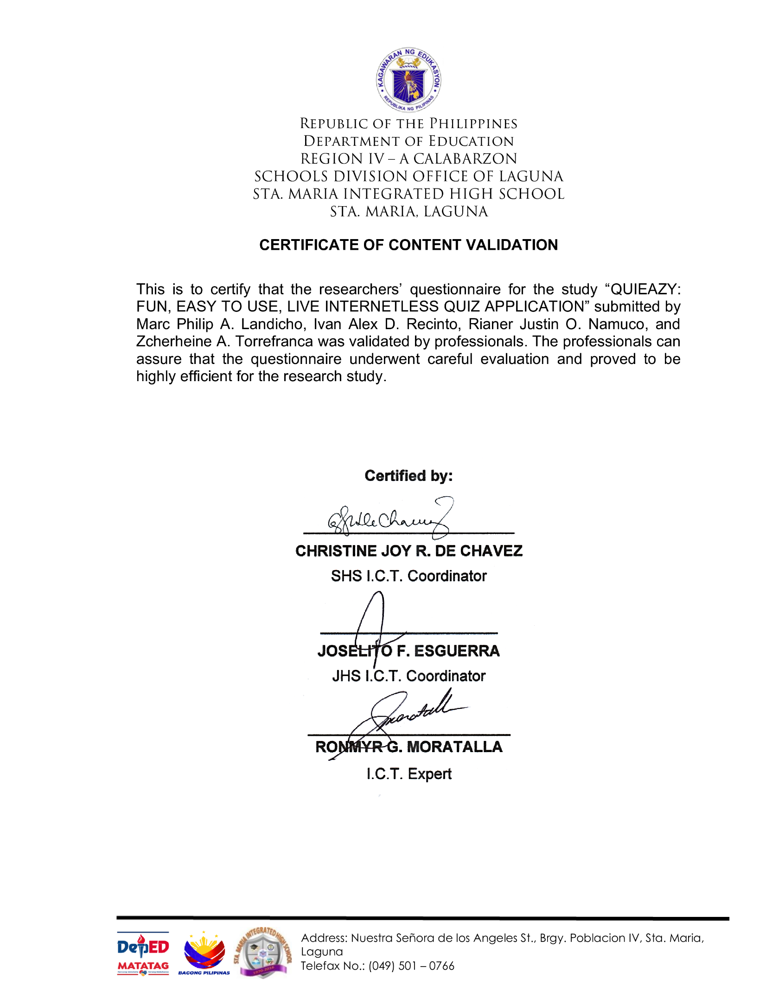 KAGAWARAN NG EDUKASYON
REPUBLIKA NG PILIPINAS
REPUBLIC OF THE PHILIPPINES
DEPARTMENT OF EDUCATION
REGION IV – A CALABARZON
SCHOOLS DIVISION OFFICE OF LAGUNA
STA. MARIA INTEGRATED HIGH SCHOOL
STA. MARIA, LAGUNA
CERTIFICATE OF CONTENT VALIDATION
This is to certify that the researchers’ questionnaire for the study “QUIEAZY:
FUN, EASY TO USE, LIVE INTERNETLESS QUIZ APPLICATION” submitted by
Marc Philip A. Landicho, Ivan Alex D. Recinto, Rianer Justin O. Namuco, and
Zcherheine A. Torrefranca was validated by professionals. The professionals can
assure that the questionnaire underwent careful evaluation and proved to be
highly efficient for the research study.
Certified by:
CHRISTINE JOY R. DE CHAVEZ
SHS I.C.T. Coordinator
JOSELITO F. ESGUERRA
JHS I.C.T. Coordinator
RONMYR G. MORATALLA
I.C.T. Expert
DepED
MATATAG
BAGONG PILIPINAS
STA. MARIA INTEGRATED HIGH SCHOOL
1970-2016
Address: Nuestra Señora de los Angeles St., Brgy. Poblacion IV, Sta. Maria,
Laguna
Telefax No.: (049) 501 – 0766